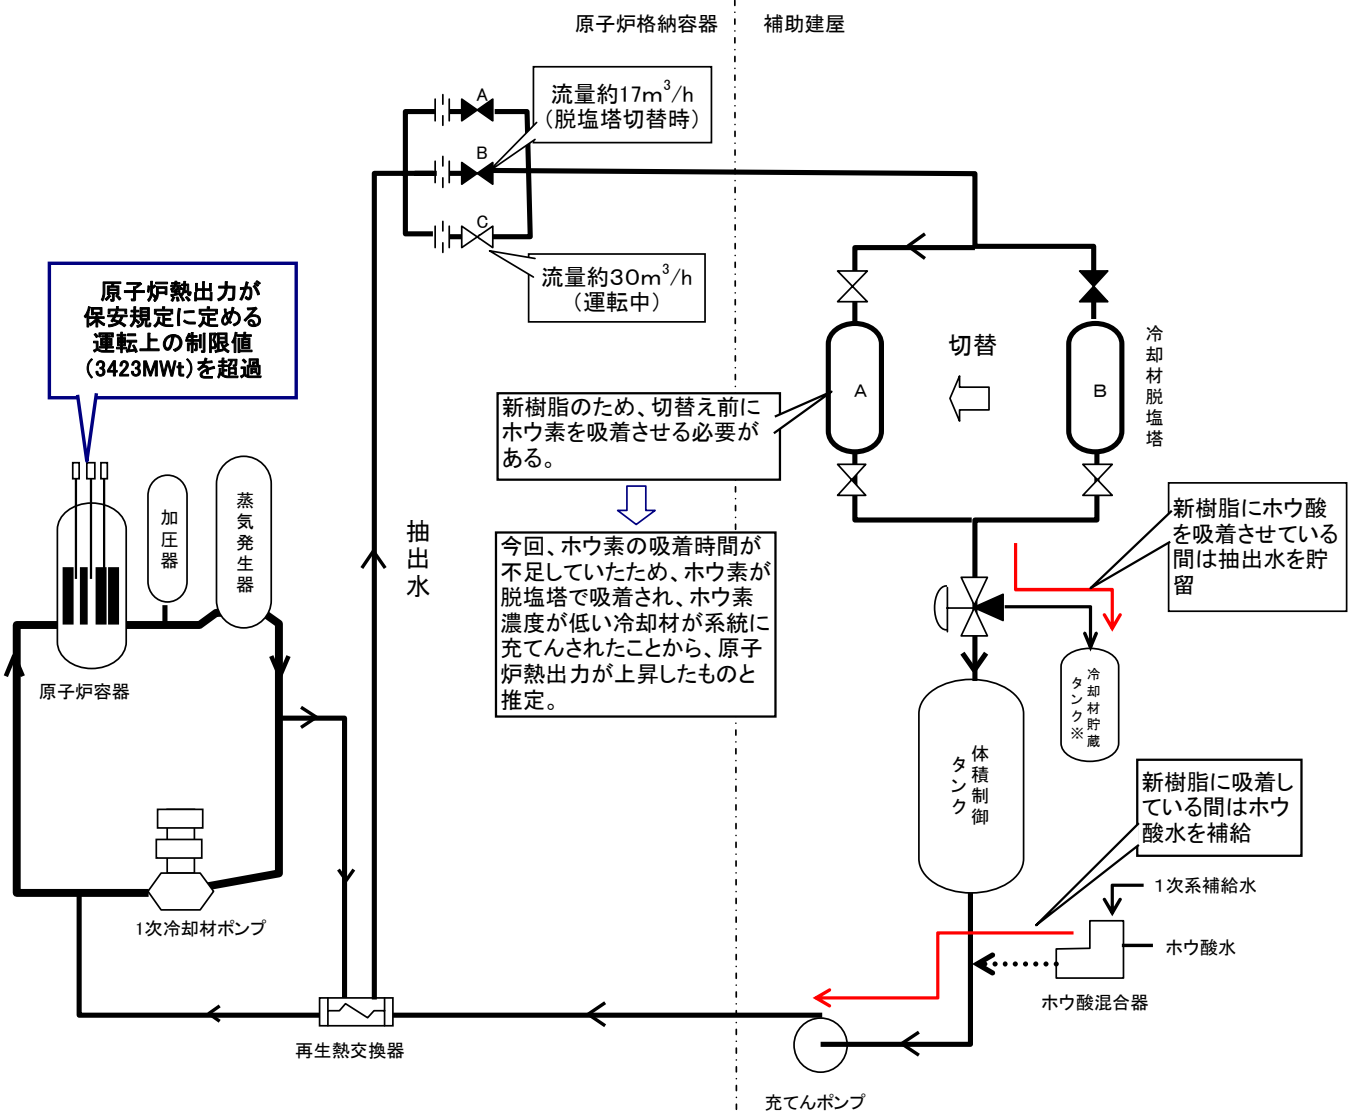 原子炉格納容器
補助建屋
A
流量約17m³/h
(脱塩塔切替時)
B
C
流量約30m³/h
(運転中)
原子炉熱出力が
保安規定に定める
運転上の制限値
(3423MWt)を超過
切替
A
B
冷却材脱塩塔
新樹脂のため、切替え前に
ホウ素を吸着させる必要が
ある。
今回、ホウ素の吸着時間が
不足していたため、ホウ素が
脱塩塔で吸着され、ホウ素
濃度が低い冷却材が系統に
充てんされたことから、原子
炉熱出力が上昇したものと
推定。
新樹脂にホウ酸
を吸着させている
間は抽出水を貯
留
加圧器
蒸気発生器
抽出水
原子炉容器
冷却材貯蔵
タンク※
体積制御
タンク
新樹脂に吸着し
ている間はホウ
酸水を補給
1次系補給水
ホウ酸水
ホウ酸混合器
1次冷却材ポンプ
再生熱交換器
充てんポンプ